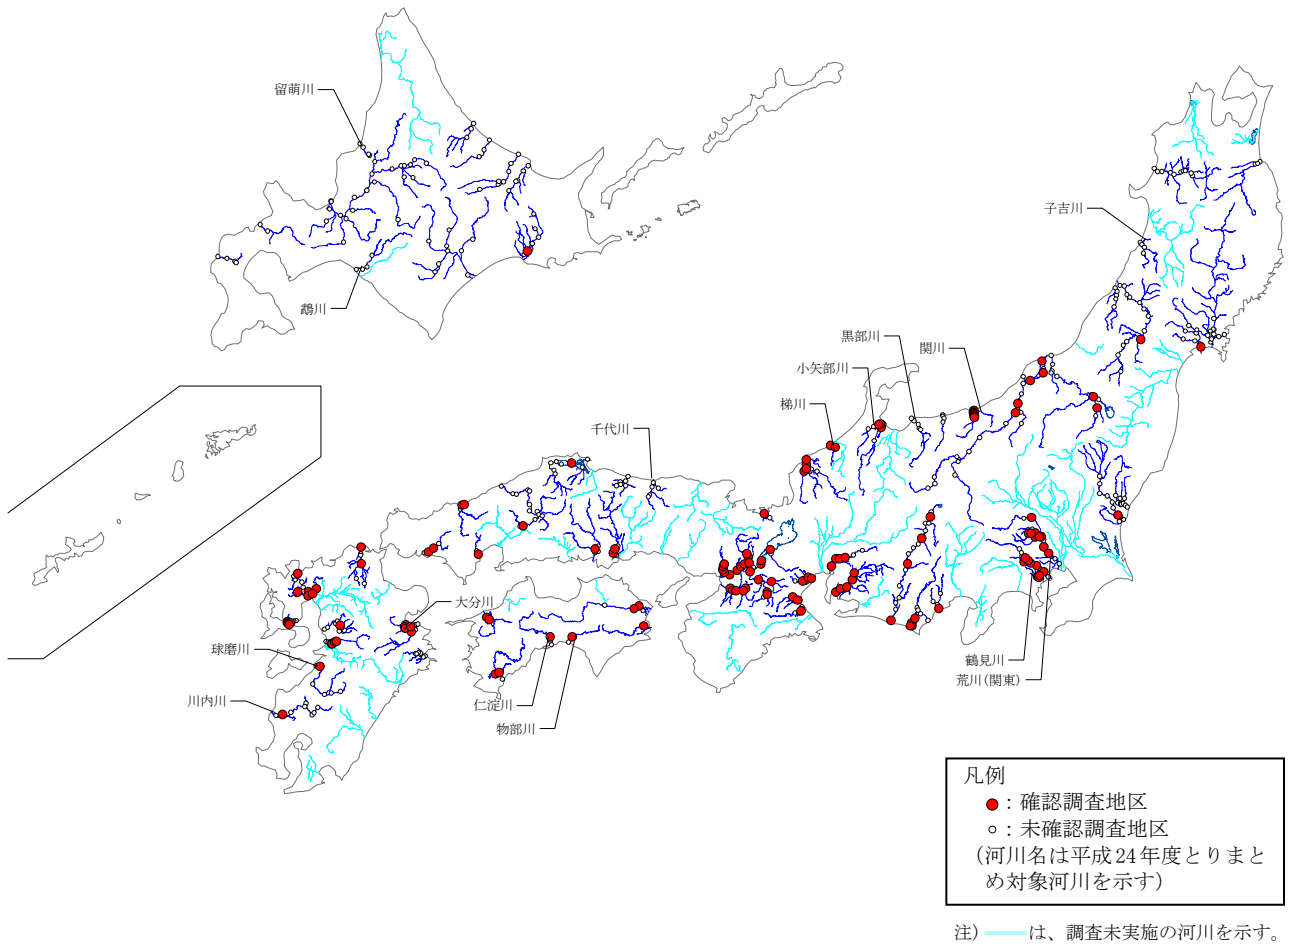 留萌川
鵡川
子吉川
黒部川
関川
小矢部川
梯川
千代川
大分川
球磨川
川内川
仁淀川
物部川
鶴見川
荒川(関東)
凡例
：確認調査地区
：未確認調査地区
(河川名は平成24年度とりまと
め対象河川を示す)
注) は、調査未実施の河川を示す。